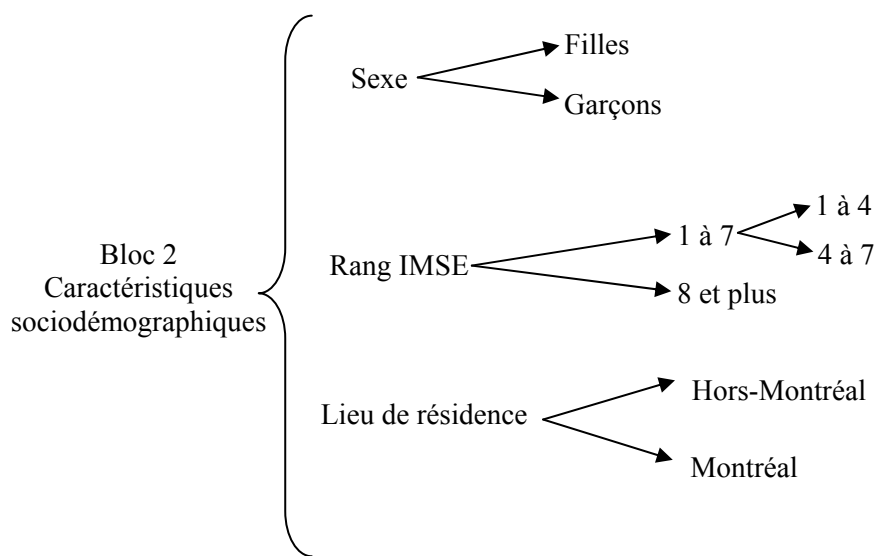 Bloc 2
Caractéristiques
sociodémographiques
Sexe
Filles
Garçons
Rang IMSE
1 à 7
1 à 4
4 à 7
8 et plus
Lieu de résidence
Hors-Montréal
Montréal